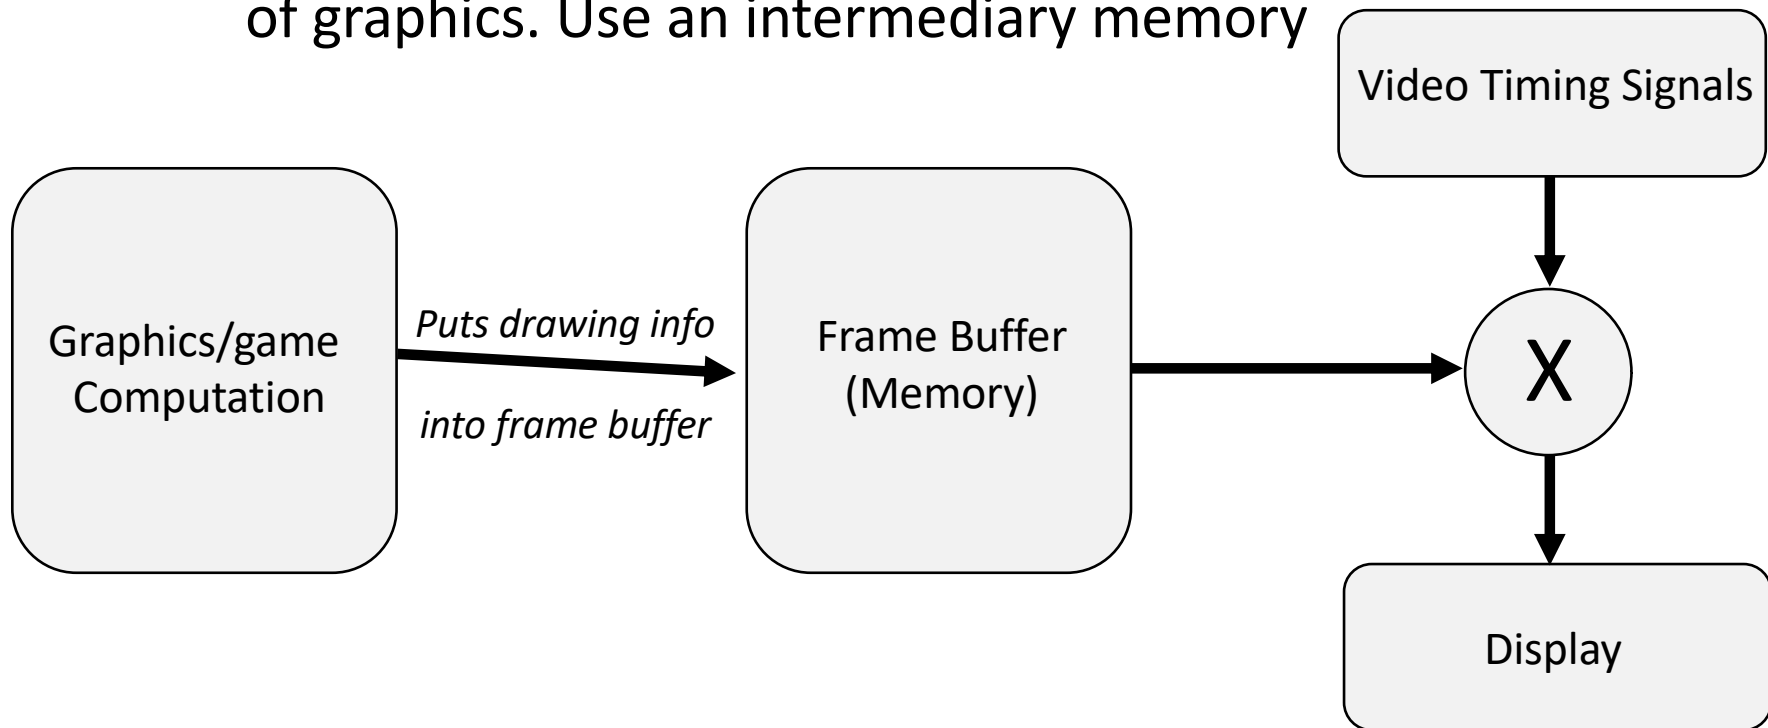 of graphics. Use an intermediary memory
Video Timing Signals
Graphics/game
Computation
Puts drawing info
into frame buffer
Frame Buffer
(Memory)
X
Display